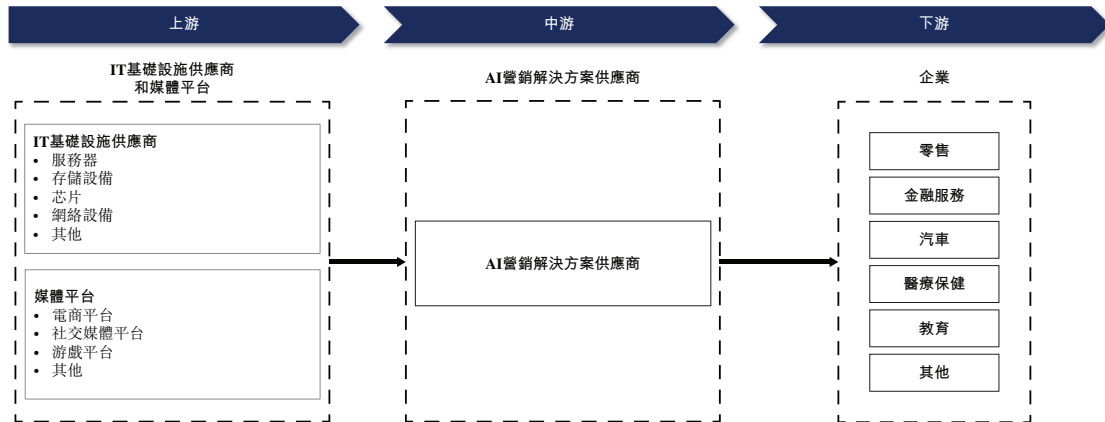 上游
中游
下游
IT基礎設施供應商
和媒體平台
AI營銷解決方案供應商
企業
IT基礎設施供應商
• 服務器
• 存儲設備
• 芯片
• 網絡設備
• 其他
媒體平台
• 電商平台
• 社交媒體平台
• 游戲平台
• 其他
AI營銷解決方案供應商
零售
金融服務
汽車
醫療保健
教育
其他